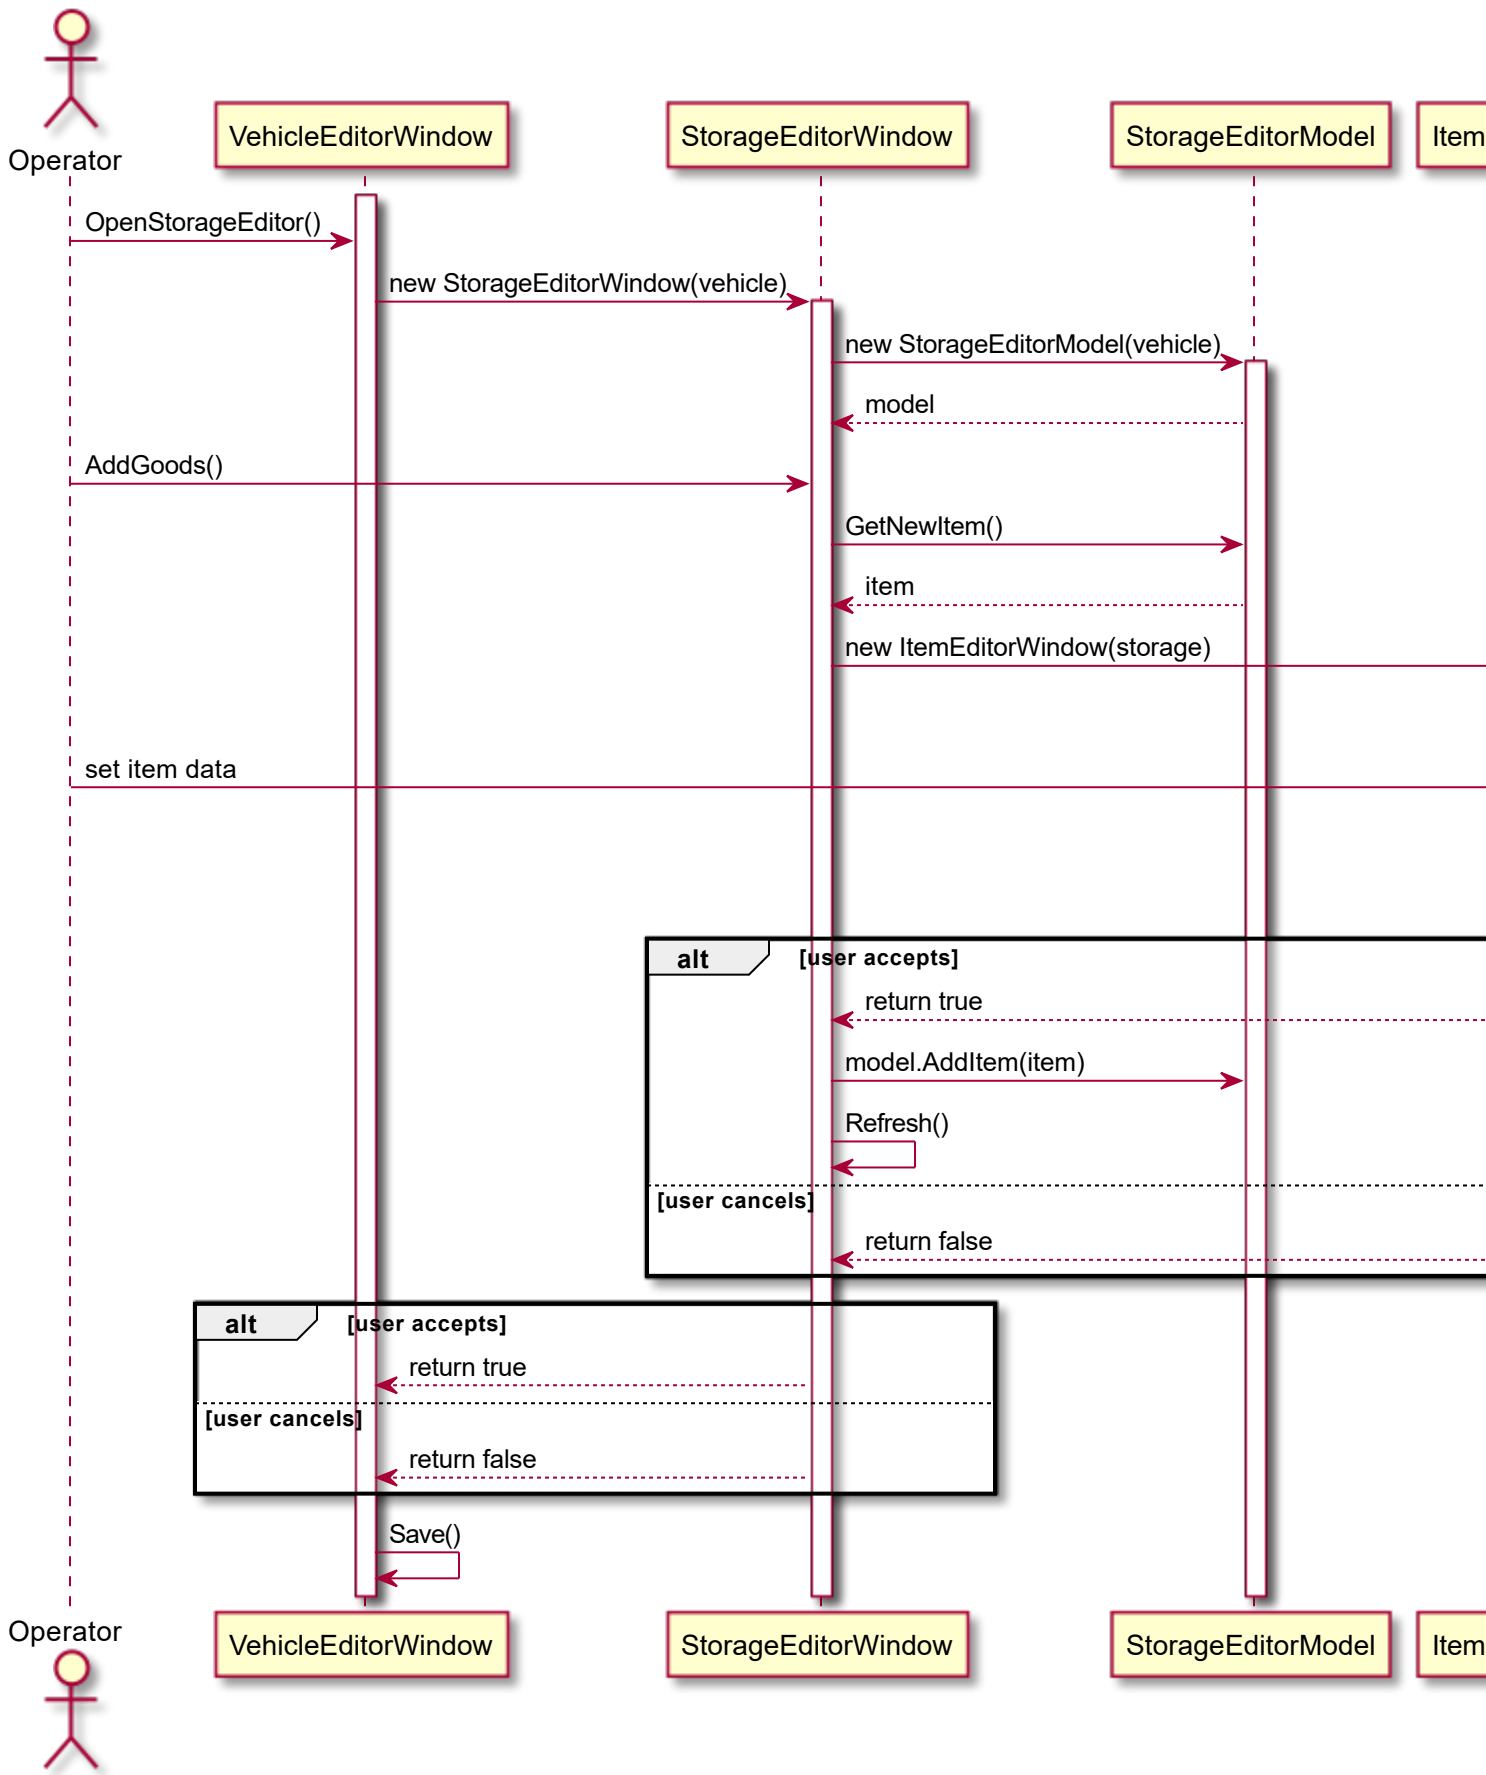 Operator
VehicleEditorWindow
StorageEditorWindow
StorageEditorModel
Item
OpenStorageEditor()
new StorageEditorWindow(vehicle)
new StorageEditorModel(vehicle)
model
AddGoods()
GetNewItem()
item
new ItemEditorWindow(storage)
set item data
alt
[user accepts]
return true
model.AddItem(item)
Refresh()
[user cancels]
return false
alt
[user accepts]
return true
[user cancels]
return false
Save()
Operator
VehicleEditorWindow
StorageEditorWindow
StorageEditorModel
Item